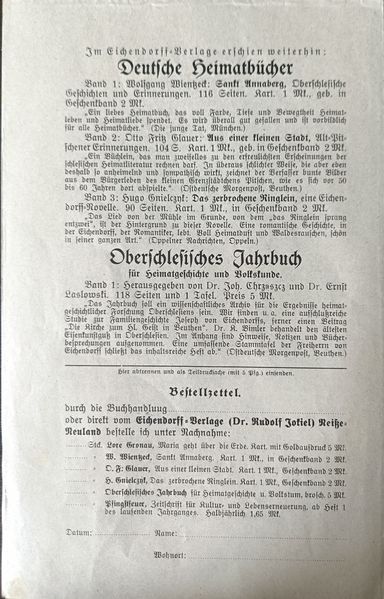 Im Eichendorff-Verlage erschien weiterhin:
Deutsche Heimatbücher
Band 1: Wolfgang Wientzek: Sankt Annaberg, Oberschlesische
Geschichten und Erinnerungen. 116 Seiten. Kart. 1 Mk., geb. in
Geschenkband 2 Mk.
„Ein liebes Heimatbuch, das voll Farbe, Tiefe und Bewegtheit Heimat-
leben und Heimatliebe spendet. Es wird überall gut gefallen und ist vorbildlich
für alle Heimatbücher." (Die junge Tat, München.)
Band 2: Otto Fritz Glauer: Aus einer kleinen Stadt, Alt-Pit-
schener Erinnerungen. 104 S. Kart. 1 Mk., geb. in Geschenkband 2 Mk.
„Ein Büchlein, das man zweifellos zu den erfreulichsten Erscheinungen der
schlesischen Heimatliteratur rechnen darf. In überaus schlichter Weise, die aber eben
deshalb so anheimelnd und sympathisch wirkt, zeichnet der Verfasser bunte Bilder
aus dem Bürgerleben des kleinen Grenzstädtchens Pitschen, wie es sich vor 50
bis 60 Jahren dort abspielte." (Ostdeutsche Morgenpost, Beuthen.)
Band 3: Hugo Gnielczyk: Das zerbrochene Ringlein, eine Eichen-
dorff-Novelle. 90 Seiten. Kart. 1 Mk., in Geschenkband 2 Mk.
„Das Lied von der Mühle im Grunde, von dem „das Ringlein sprang
entzwei", ist der Hintergrund zu dieser Novelle. Eine romantische Geschichte, in
der Eichendorff, der Romantiker, lebt. Voll Heimatluft und Waldesrauschen, schön
in seiner ganzen Art." (Oppelner Nachrichten, Oppeln.)
Oberschlesisches Jahrbuch
für Heimatgeschichte und Volkskunde.
Band 1: Herausgegeben von Dr. Joh. Chrząszcz und Dr. Ernst
Laslowski. 118 Seiten und 1 Tafel. Preis 5 Mk.
„Das Jahrbuch soll ein wissenschaftliches Archiv für die Ergebnisse heimat-
geschichtlicher Forschung Oberschlesiens sein. Wir finden u. a. eine aufschlußreiche
Studie zur Familiengeschichte Joseph von Eichendorffs, ferner einen Beitrag
„Die Kirche zum Hl. Geist in Beuthen". Dr. K. Bimler behandelt den ältesten
Eisenkunstguß in Oberschlesien. Im Anhang sind Hinweise, Notizen und Bücher-
besprechungen aufgenommen. Eine umfassende Stammtafel der Freiherrn von
Eichendorff schließt das inhaltsreiche Heft ab." (Ostdeutsche Morgenpost, Beuthen.)
Hier abtrennen und als Teildrucksache (mit 5 Pfg.) einsenden.
Bestellzettel.
durch die Buchhandlung
oder direkt vom Eichendorff-Verlage (Dr. Rudolf Jokiel) Neiße-
Neuland bestelle ich unter Nachnahme:
Stck. Lore Gronau, Maria geht über die Erde. Kart. mit Goldausdruck 5 Mk.
" W. Wientzek, Sankt Annaberg. Kart. 1 Mk., in Geschenkband 2 Mk.
" O. F. Glauer, Aus einer kleinen Stadt. Kart. 1 Mk., Geschenkband 2 Mk.
" H. Gnielczyk, Das zerbrochene Ringlein. Kart. 1 Mk., Geschenkband 2 Mk.
" Oberschlesisches Jahrbuch für Heimatgeschichte u. Volkstum, brosch. 5 Mk.
" Pfingstfeuer, Zeitschrift für Kultur- und Lebenserneuerung, ab Heft 1
des laufenden Jahrganges. Halbjährlich 1,65 Mk.
Datum: Name:
Wohnort: